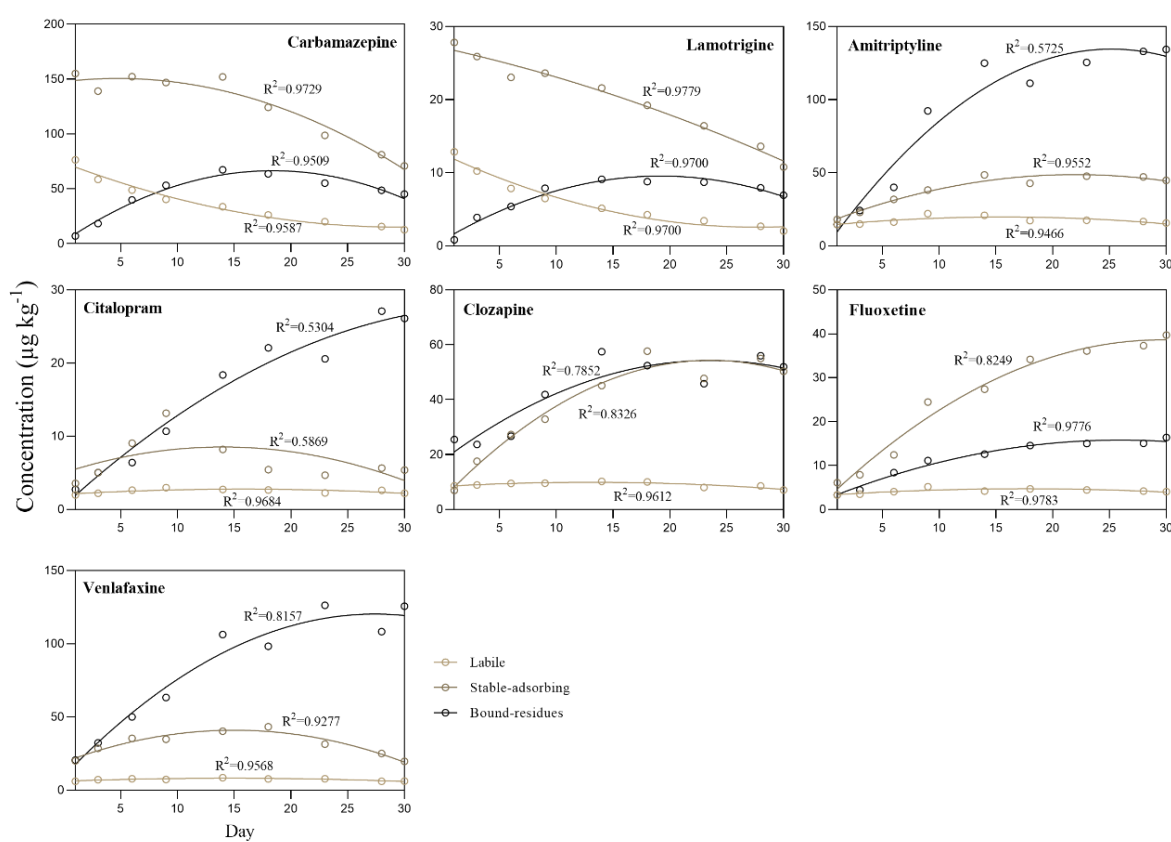 200
150
100
50
0
Carbamazepine
R²=0.9729
R²=0.9509
R²=0.9587
5 10 15 20 25 30
30
20
10
0
Lamotrigine
R²=0.9779
R²=0.9700
R²=0.9700
5 10 15 20 25 30
150
100
50
0
Amitriptyline
R²=0.5725
R²=0.9552
R²=0.9466
5 10 15 20 25 30
Concentration (μg kg⁻¹)
30
20
10
0
Citalopram
R²=0.5304
R²=0.5869
R²=0.9684
5 10 15 20 25 30
80
60
40
20
0
Clozapine
R²=0.7852
R²=0.8326
R²=0.9612
5 10 15 20 25 30
50
40
30
20
10
0
Fluoxetine
R²=0.8249
R²=0.9776
R²=0.9783
5 10 15 20 25 30
150
100
50
0
Venlafaxine
R²=0.8157
R²=0.9277
R²=0.9568
5 10 15 20 25 30
Day
Labile
Stable-adsorbing
Bound-residues